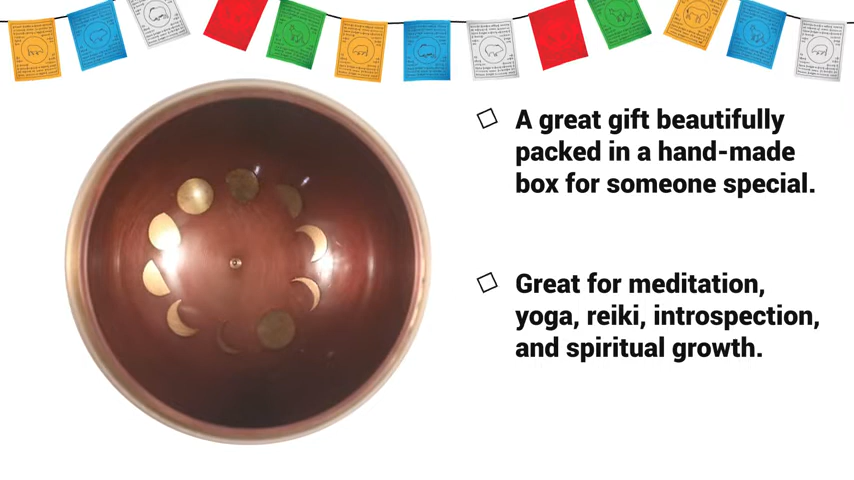 A great gift beautifully
packed in a hand-made
box for someone special.
Great for meditation,
yoga, reiki, introspection,
and spiritual growth.